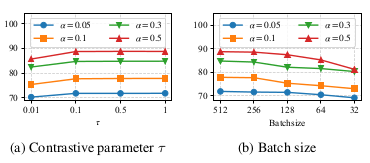 100
90
80
70
α = 0.05
α = 0.1
α = 0.3
α = 0.5
0.01
0.1
0.5
1
τ
(a) Contrastive parameter τ
100
90
80
70
α = 0.05
α = 0.1
α = 0.3
α = 0.5
512
256
128
64
32
Batchsize
(b) Batch size